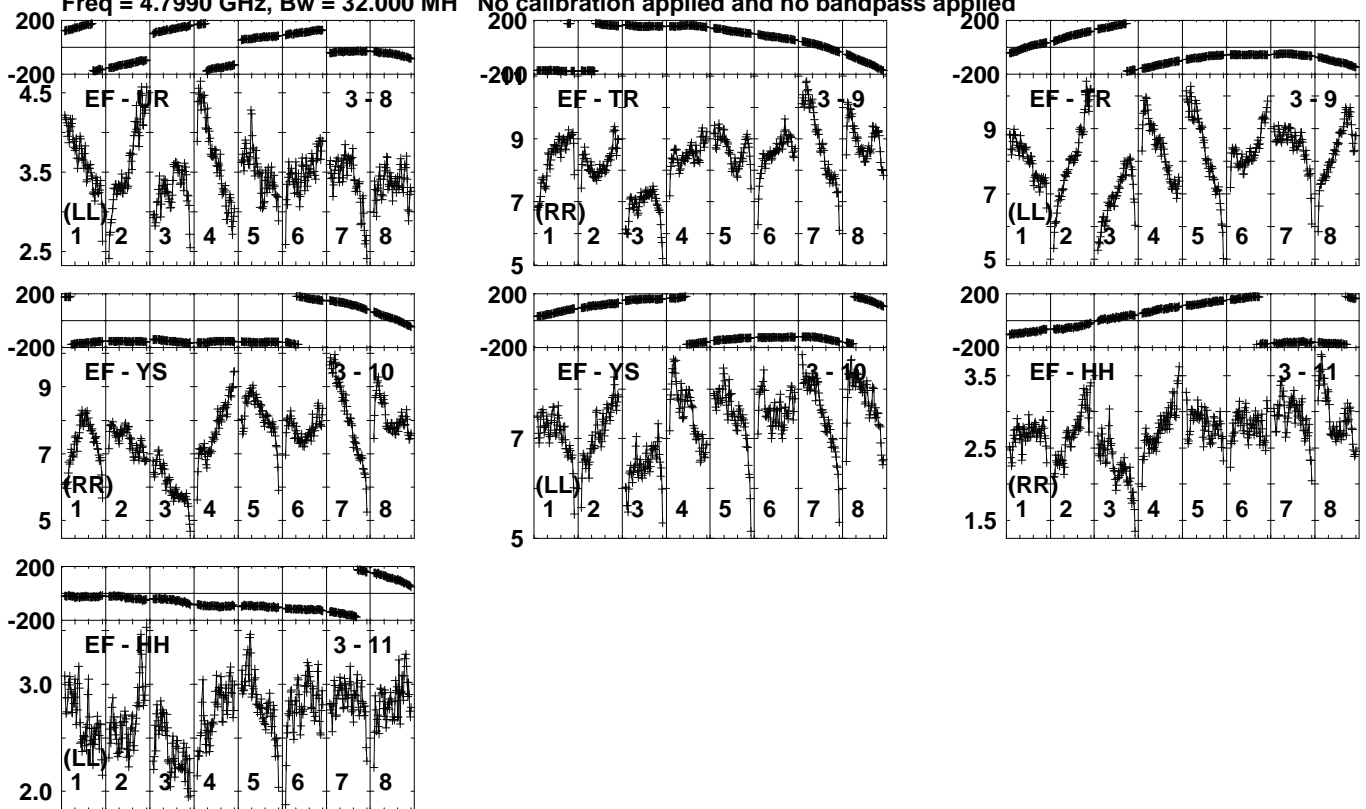 Freq = 4.7990 GHz, Bw = 32.000 MH No calibration applied and no bandpass applied
200
-200
4.5
3.5
2.5
EF - UR 3 - 8
(LL)
1 2 3 4 5 6 7 8
200
-200
11
9
7
5
EF - TR 3 - 9
(RR)
1 2 3 4 5 6 7 8
200
-200
9
7
5
EF - TR 3 - 9
(LL)
1 2 3 4 5 6 7 8
200
-200
9
7
5
EF - YS 3 - 10
(RR)
1 2 3 4 5 6 7 8
200
-200
7
5
EF - YS 3 - 10
(LL)
1 2 3 4 5 6 7 8
200
-200
3.5
2.5
1.5
EF - HH 3 - 11
(RR)
1 2 3 4 5 6 7 8
200
-200
3.0
2.0
EF - HH 3 - 11
(LL)
1 2 3 4 5 6 7 8